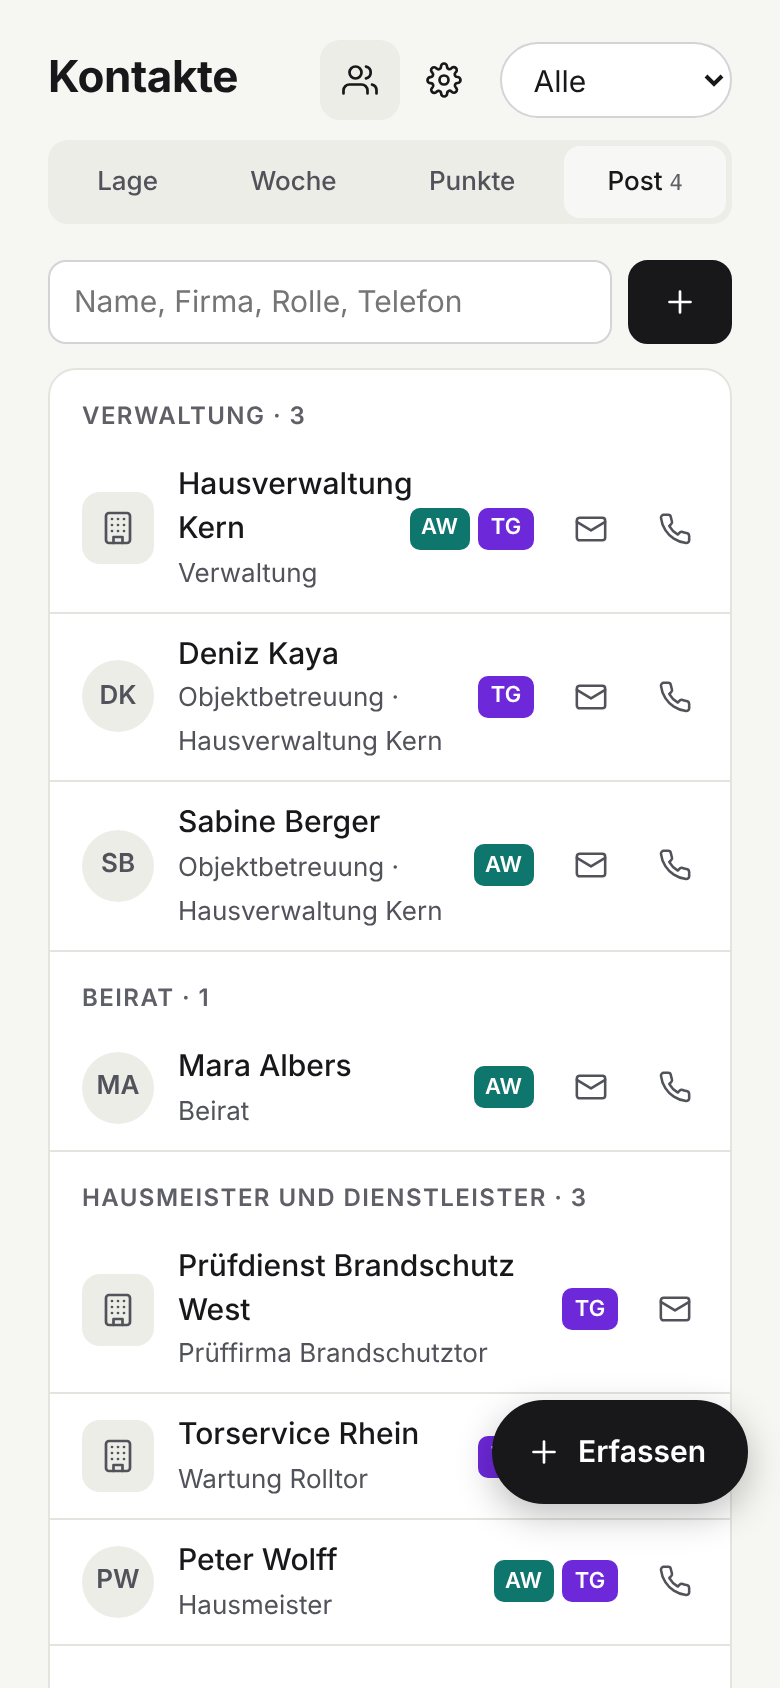 Kontakte
Alle
Lage Woche Punkte Post 4
Name, Firma, Rolle, Telefon
VERWALTUNG · 3
Hausverwaltung
Kern
AW TG
Verwaltung
Deniz Kaya
DK
Objektbetreuung ·
TG
Hausverwaltung Kern
Sabine Berger
SB
Objektbetreuung ·
AW
Hausverwaltung Kern
BEIRAT · 1
Mara Albers
MA
AW
Beirat
HAUSMEISTER UND DIENSTLEISTER · 3
Prüfdienst Brandschutz
West
TG
Prüffirma Brandschutztor
Torservice Rhein
Erfassen
Wartung Rolltor
Peter Wolff
PW
AW TG
Hausmeister